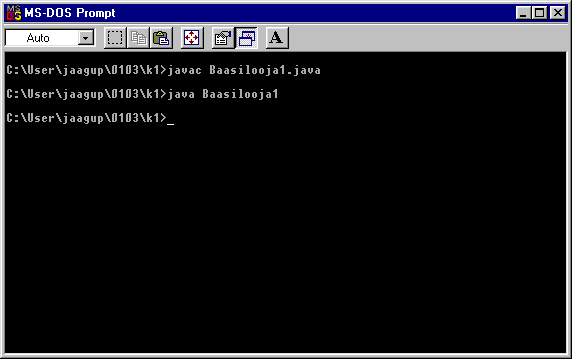 MS-DOS Prompt
Auto
A
C:\User\jaagup\0103\k1>javac Baasilooja1.java
C:\User\jaagup\0103\k1>java Baasilooja1
C:\User\jaagup\0103\k1>_